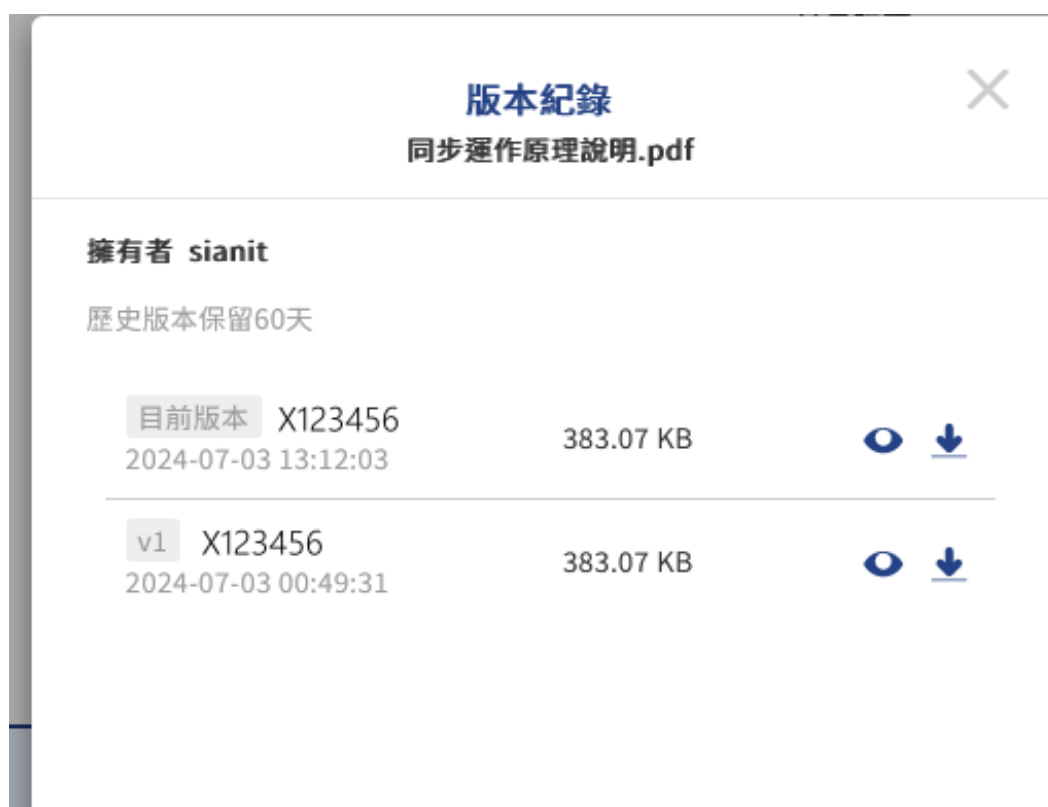 版本紀錄
同步運作原理說明.pdf
擁有者 sianit
歷史版本保留60天
目前版本 X123456 383.07 KB
2024-07-03 13:12:03
v1 X123456 383.07 KB
2024-07-03 00:49:31